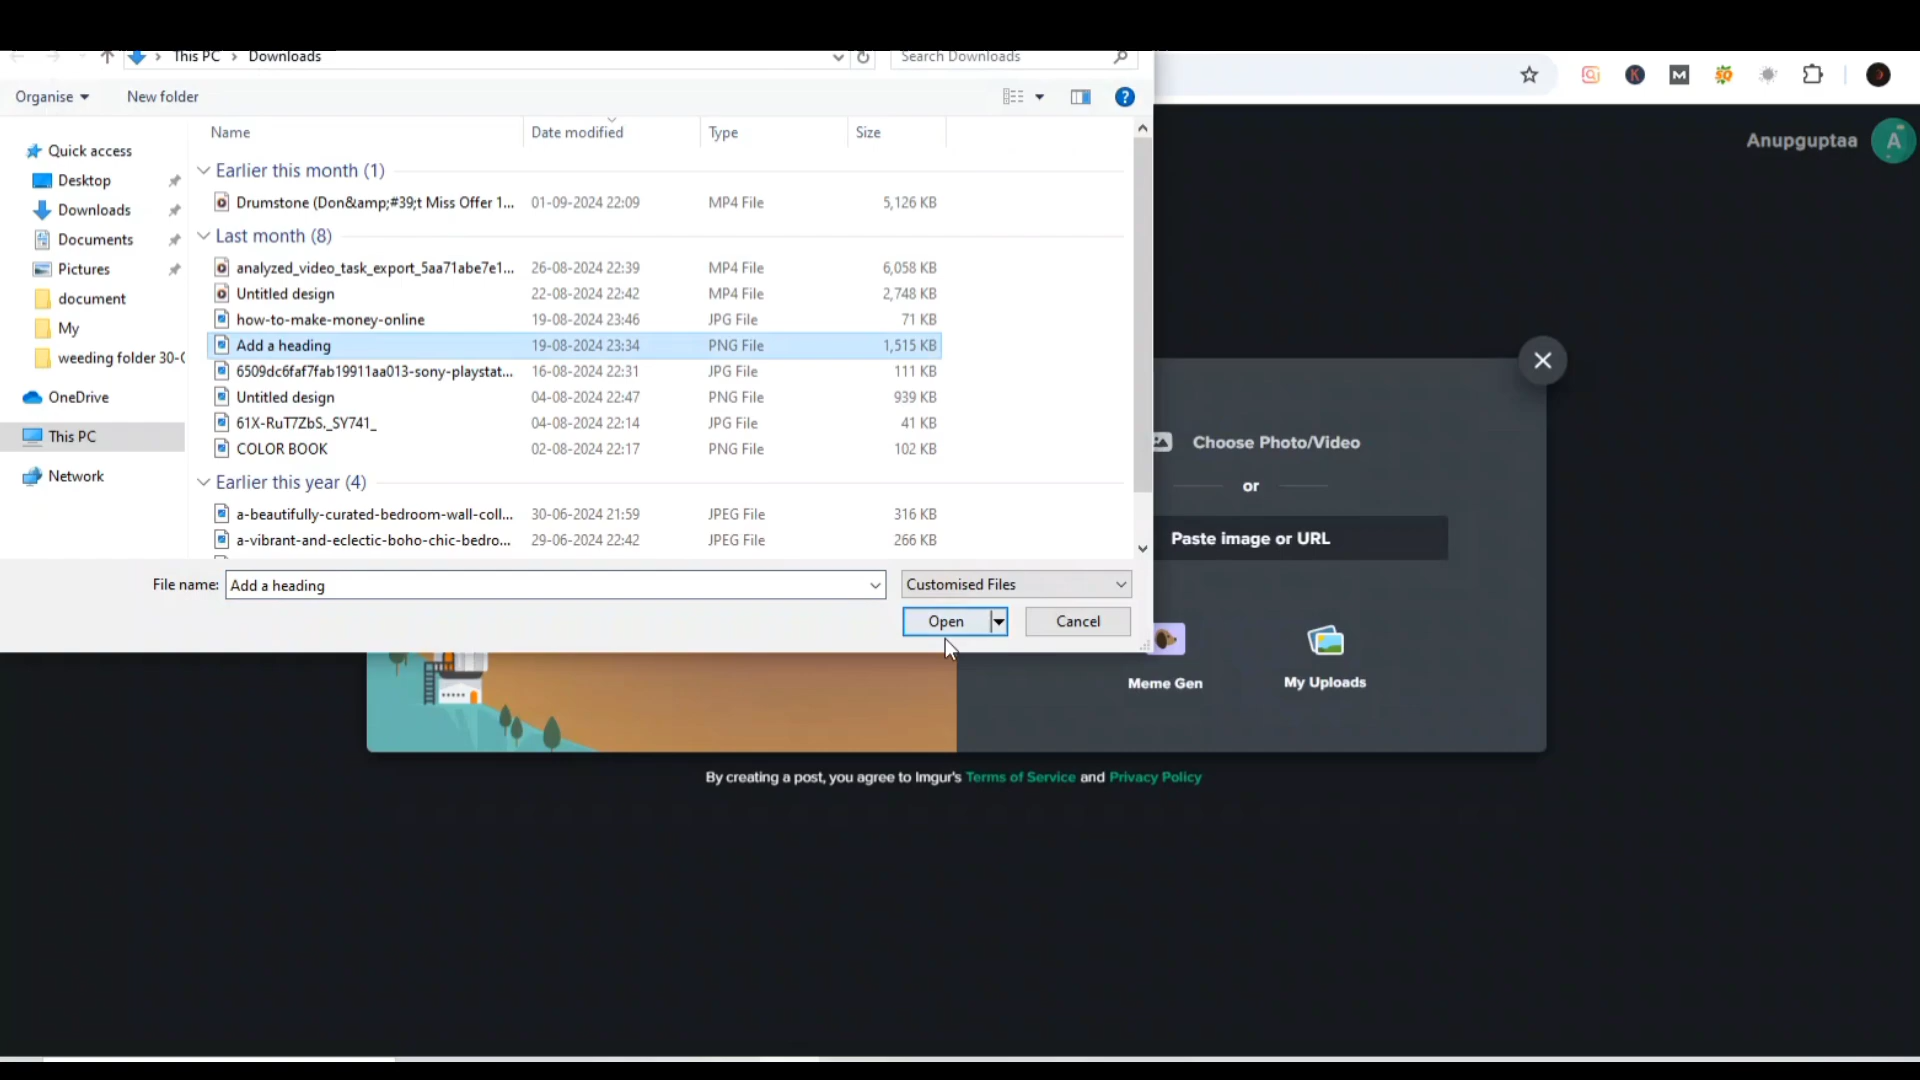 This PC > Downloads
Search Downloads
Organise
New folder
Name
Date modified
Type
Size
Quick access
Desktop
Downloads
Documents
Pictures
document
My
weeding folder 30-(
OneDrive
This PC
Network
Earlier this month (1)
Drumstone (Don&amp;#39;t Miss Offer 1... 01-09-2024 22:09 MP4 File 5,126 KB
Last month (8)
analyzed_video_task_export_5aa71abe7e1... 26-08-2024 22:39 MP4 File 6,058 KB
Untitled design 22-08-2024 22:42 MP4 File 2,748 KB
how-to-make-money-online 19-08-2024 23:46 JPG File 71 KB
Add a heading 19-08-2024 23:34 PNG File 1,515 KB
6509dc6faf7fab19911aa013-sony-playstat... 16-08-2024 22:31 JPG File 111 KB
Untitled design 04-08-2024 22:47 PNG File 939 KB
61X-RuT7ZbS._SY741_ 04-08-2024 22:14 JPG File 41 KB
COLOR BOOK 02-08-2024 22:17 PNG File 102 KB
Earlier this year (4)
a-beautifully-curated-bedroom-wall-coll... 30-06-2024 21:59 JPEG File 316 KB
a-vibrant-and-eclectic-boho-chic-bedro... 29-06-2024 22:42 JPEG File 266 KB
File name: Add a heading
Customised Files
Open
Cancel
K
M
SQ
Anupguptaa
A
Choose Photo/Video
or
Paste image or URL
Meme Gen
My Uploads
By creating a post, you agree to Imgur's Terms of Service and Privacy Policy